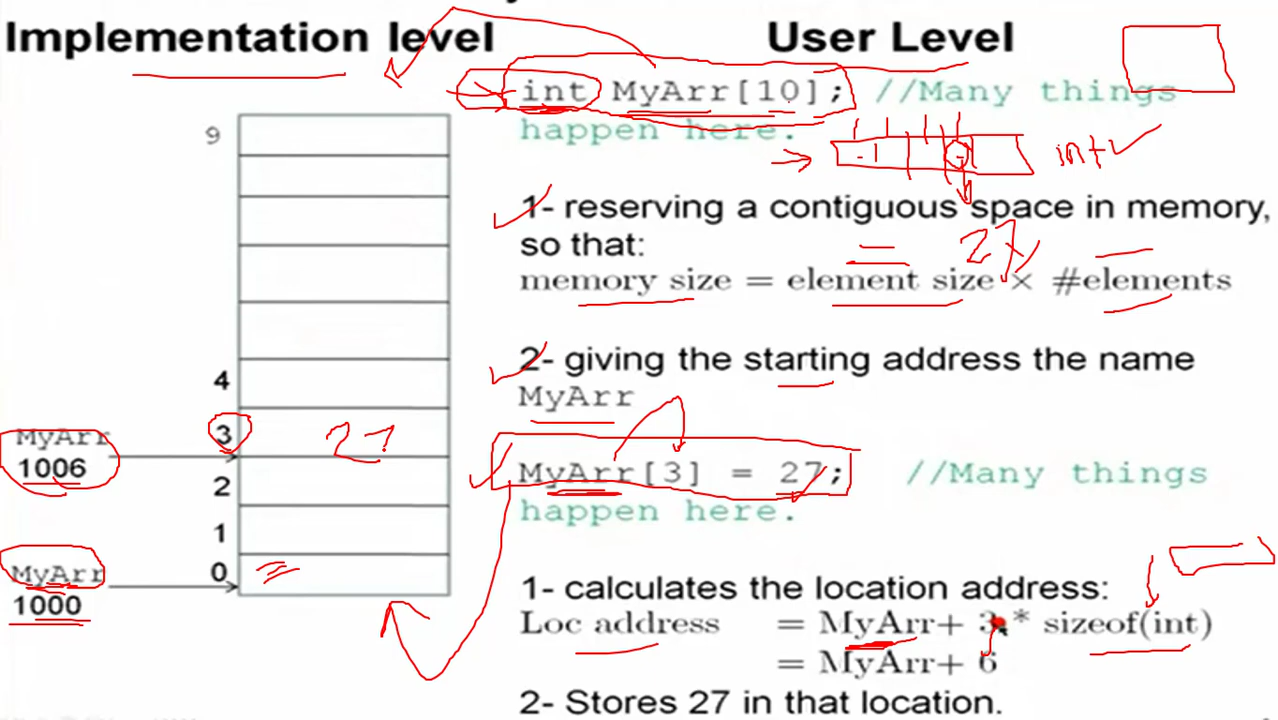 Implementation level
User Level
int MyArr[10]; //Many things
happen here.
int
9
1- reserving a contiguous space in memory,
so that:
27
memory size = element size × #elements
2- giving the starting address the name
MyArr
4
3
27
MyArr
1006
2
1
0
MyArr
1000
MyArr[3] = 27; //Many things
happen here.
1- calculates the location address:
Loc address = MyArr+ 3 * sizeof(int)
= MyArr+ 6
2- Stores 27 in that location.